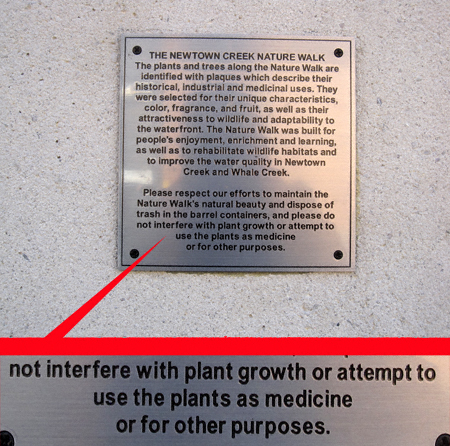 THE NEWTOWN CREEK NATURE WALK
The plants and trees along the Nature Walk are
identified with plaques which describe their
historical, industrial and medicinal uses. They
were selected for their unique characteristics,
color, fragrance, and fruit, as well as their
attractiveness to wildlife and adaptability to
the waterfront. The Nature Walk was built for
people's enjoyment, enrichment and learning,
as well as to rehabilitate wildlife habitats and
to improve the water quality in Newtown
Creek and Whale Creek.
Please respect our efforts to maintain the
Nature Walk's natural beauty and dispose of
trash in the barrel containers, and please do
not interfere with plant growth or attempt to
use the plants as medicine
or for other purposes.
not interfere with plant growth or attempt to
use the plants as medicine
or for other purposes.